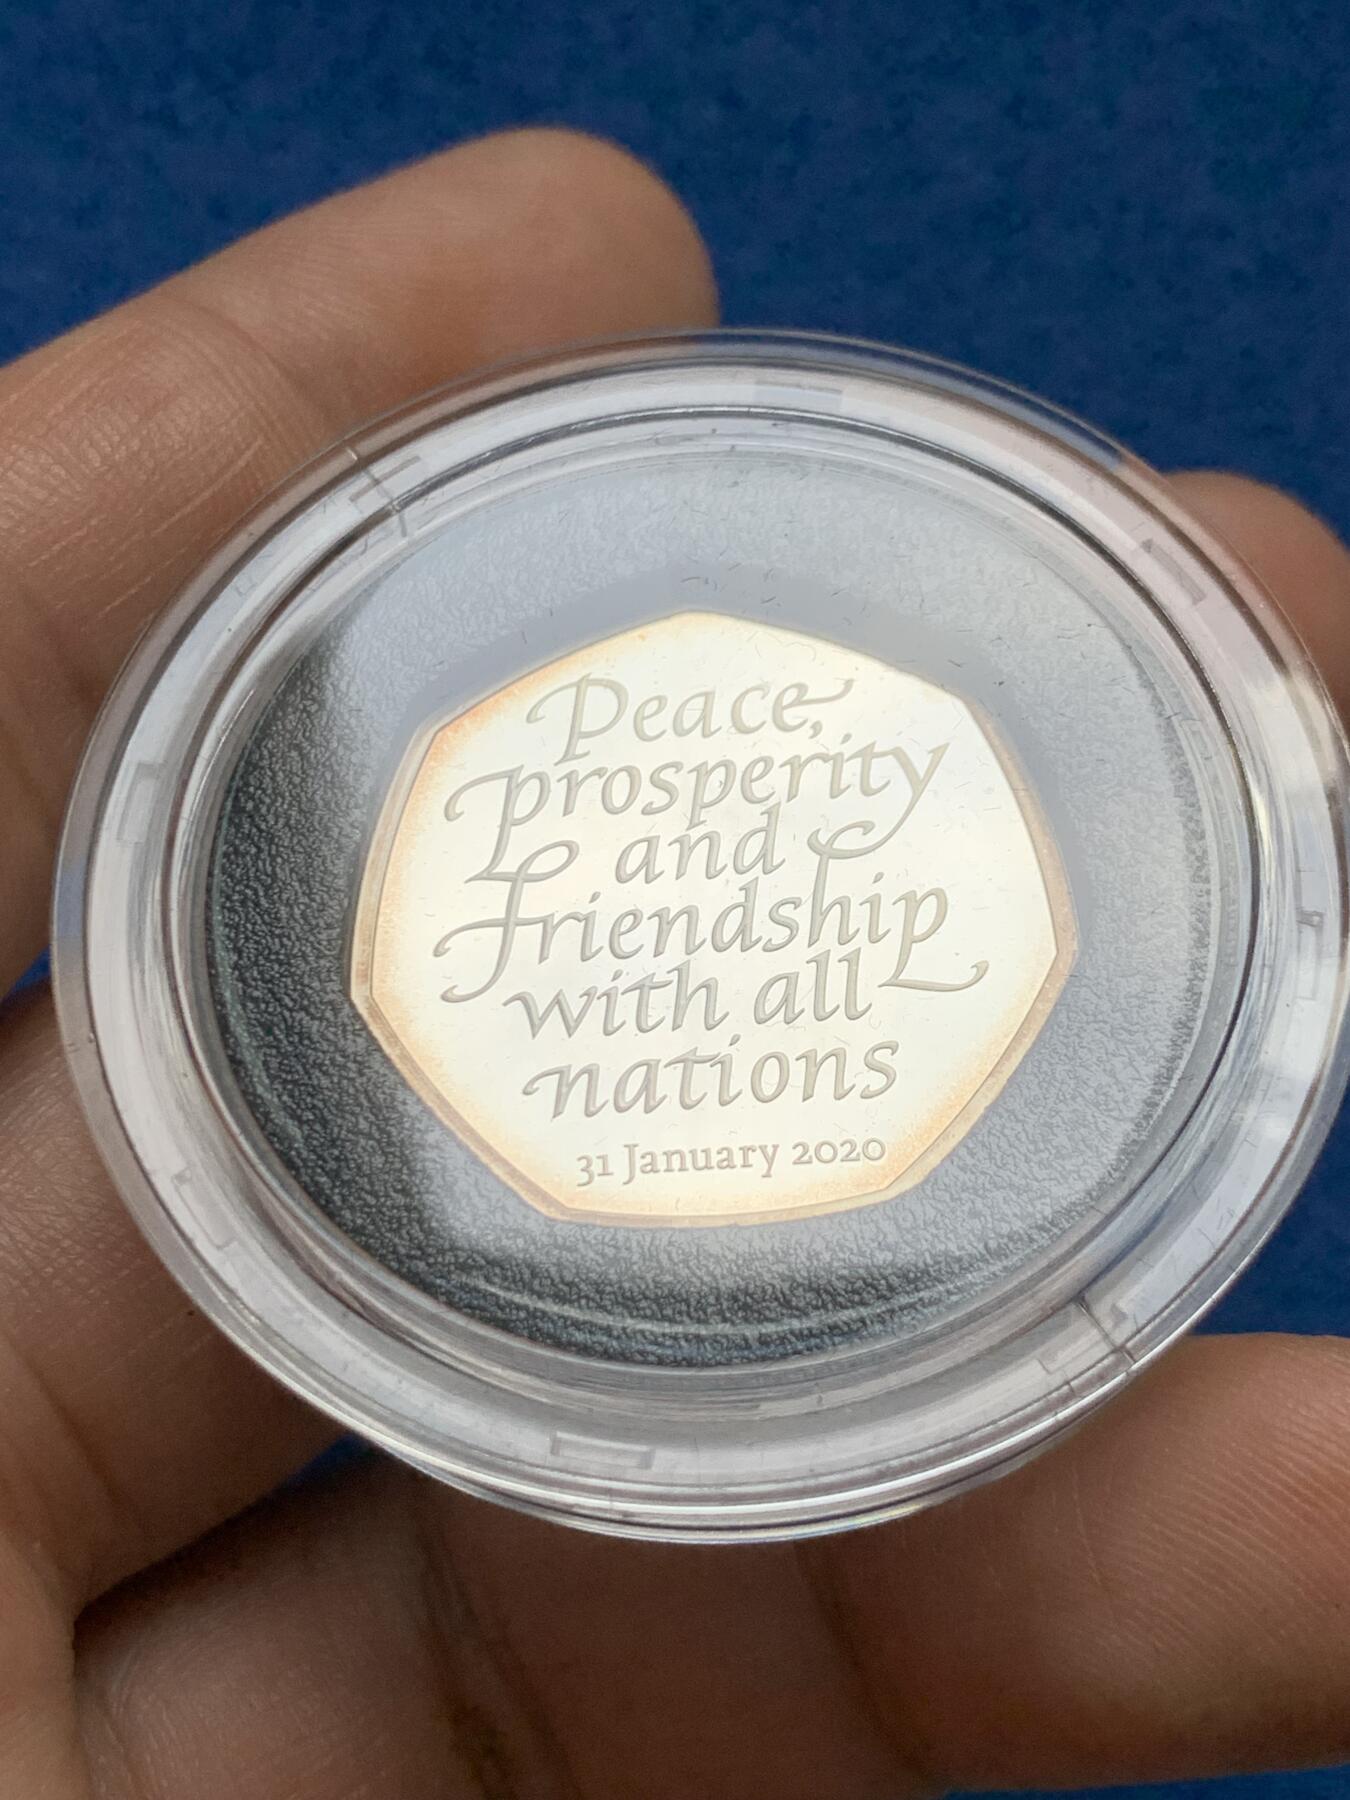 Peace,
prosperity
and
friendship
with all
nations
31 January 2020